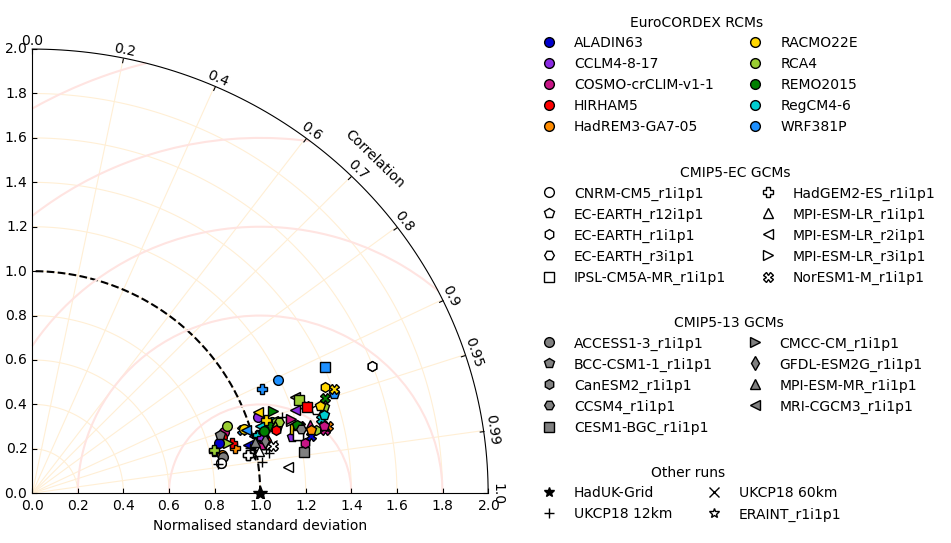 EuroCORDEX RCMs
ALADIN63 RACMO22E
CCLM4-8-17 RCA4
COSMO-crCLIM-v1-1 REMO2015
HIRHAM5 RegCM4-6
HadREM3-GA7-05 WRF381P
CMIP5-EC GCMs
CNRM-CM5_r1i1p1 HadGEM2-ES_r1i1p1
EC-EARTH_r12i1p1 MPI-ESM-LR_r1i1p1
EC-EARTH_r1i1p1 MPI-ESM-LR_r2i1p1
EC-EARTH_r3i1p1 MPI-ESM-LR_r3i1p1
IPSL-CM5A-MR_r1i1p1 NorESM1-M_r1i1p1
CMIP5-13 GCMs
ACCESS1-3_r1i1p1 CMCC-CM_r1i1p1
BCC-CSM1-1_r1i1p1 GFDL-ESM2G_r1i1p1
CanESM2_r1i1p1 MPI-ESM-MR_r1i1p1
CCSM4_r1i1p1 MRI-CGCM3_r1i1p1
CESM1-BGC_r1i1p1
Other runs
HadUK-Grid UKCP18 60km
UKCP18 12km ERAINT_r1i1p1
0.0
0.2
0.4
0.6
Correlation
0.7
0.8
0.9
0.95
0.99
1.0
2.0
1.8
1.6
1.4
1.2
1.0
0.8
0.6
0.4
0.2
0.0
0.0 0.2 0.4 0.6 0.8 1.0 1.2 1.4 1.6 1.8 2.0
Normalised standard deviation